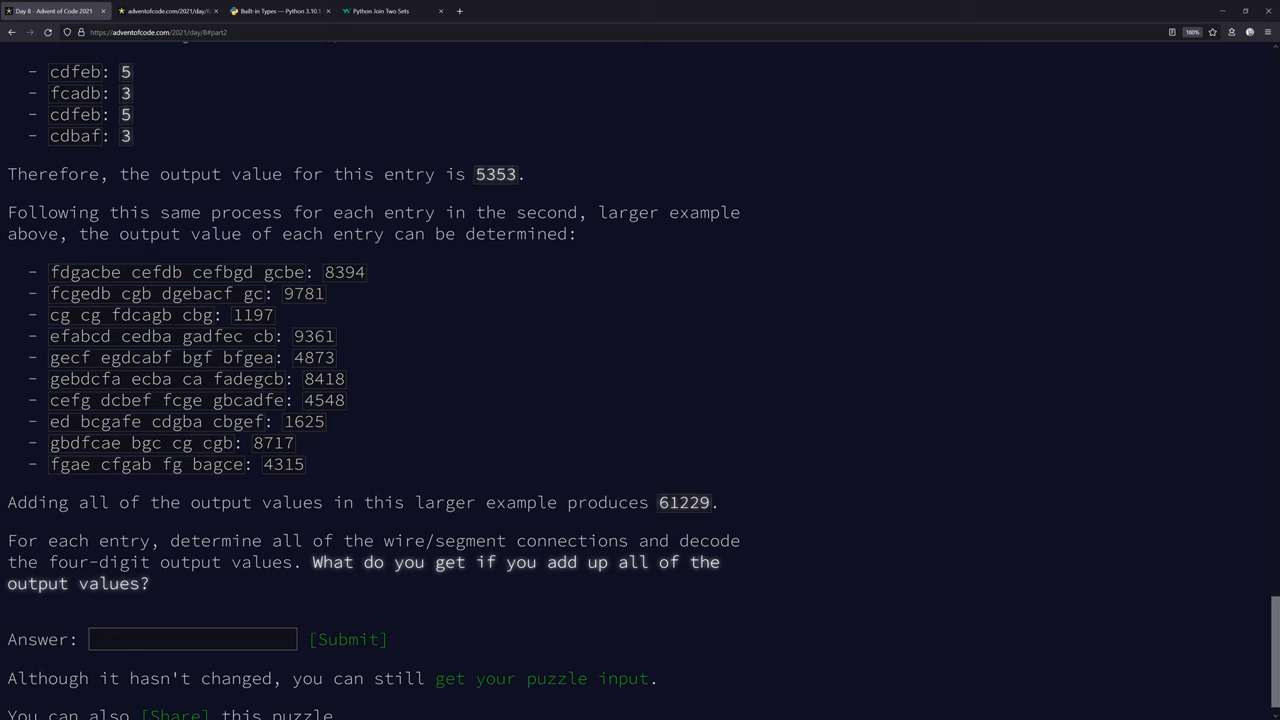 Day 8 - Advent of Code 2021
adventofcode.com/2021/day/8
Built-in Types — Python 3.10.1
Python Join Two Sets
https://adventofcode.com/2021/day/8#part2
180%
- cdfeb: 5
- fcadb: 3
- cdfeb: 5
- cdbaf: 3
Therefore, the output value for this entry is 5353.
Following this same process for each entry in the second, larger example
above, the output value of each entry can be determined:
- fdgacbe cefdb cefbgd gcbe: 8394
- fcgedb cgb dgebacf gc: 9781
- cg cg fdcagb cbg: 1197
- efabcd cedba gadfec cb: 9361
- gecf egdcabf bgf bfgea: 4873
- gebdcfa ecba ca fadegcb: 8418
- cefg dcbef fcge gbcadfe: 4548
- ed bcgafe cdgba cbgef: 1625
- gbdfcae bgc cg cgb: 8717
- fgae cfgab fg bagce: 4315
Adding all of the output values in this larger example produces 61229.
For each entry, determine all of the wire/segment connections and decode
the four-digit output values. What do you get if you add up all of the
output values?
Answer: [Submit]
Although it hasn't changed, you can still get your puzzle input.
You can also [Share] this puzzle.